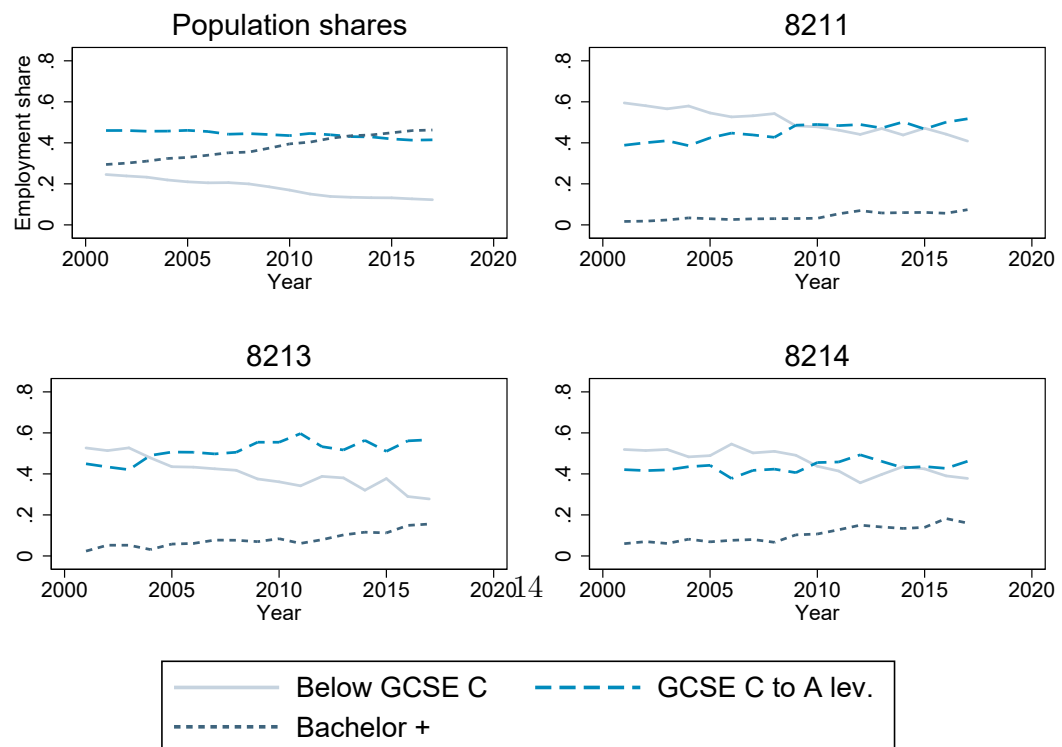 Population shares
8211
Employment share
.8
.6
.4
.2
0
2000 2005 2010 2015 2020
Year
.8
.6
.4
.2
0
2000 2005 2010 2015 2020
Year
8213
8214
.8
.6
.4
.2
0
2000 2005 2010 2015 2020
Year
.8
.6
.4
.2
0
2000 2005 2010 2015 2020
Year
14
Below GCSE C
GCSE C to A lev.
Bachelor +